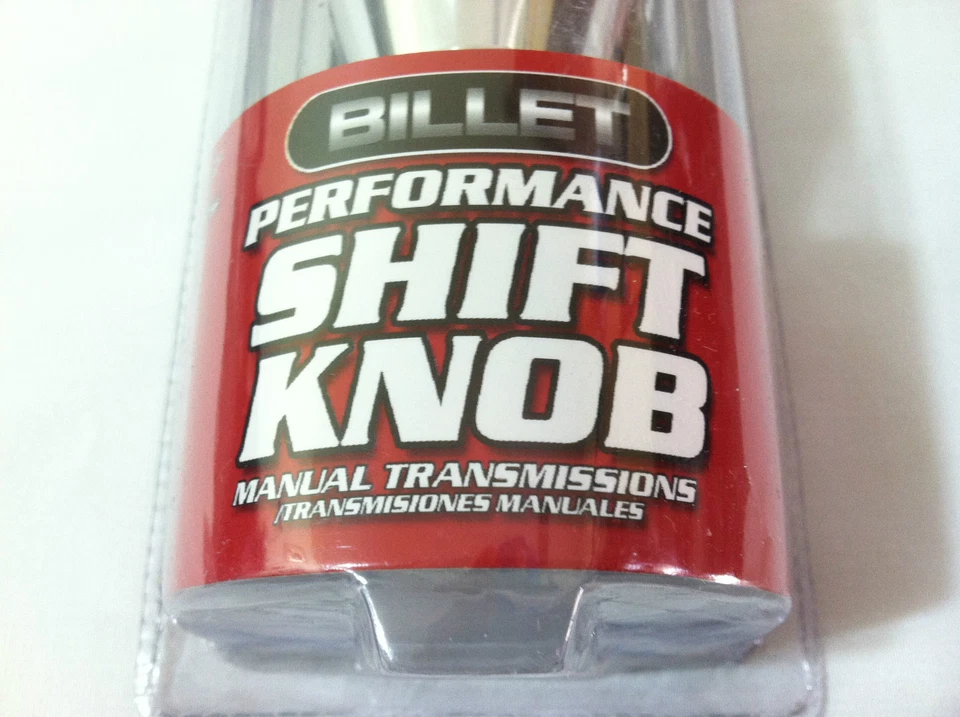 BILLET
PERFORMANCE
SHIFT
KNOB
MANUAL TRANSMISSIONS
/TRANSMISIONES MANUALES